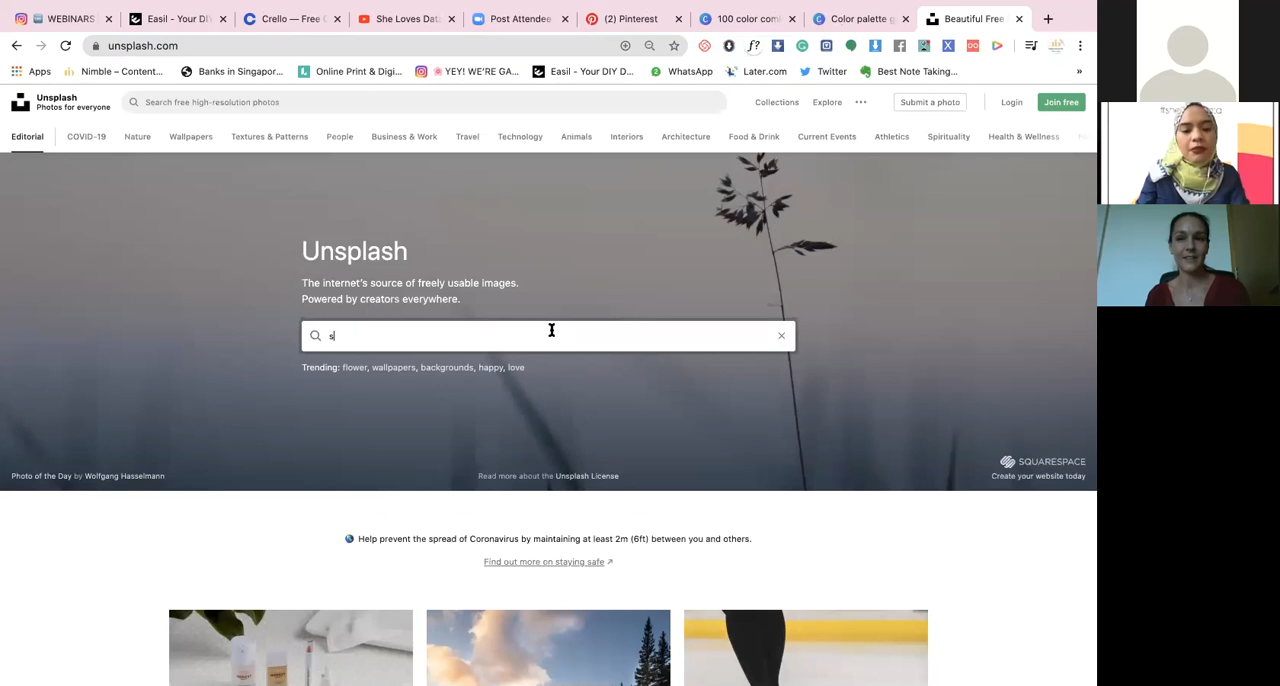 WEBINARS
Easil - Your DI
Crello — Free
She Loves Dat
Post Attendee
(2) Pinterest
100 color com
Color palette g
Beautiful Free
unsplash.com
f?
Apps
Nimble – Content...
Banks in Singapor...
Online Print & Digi...
YEY! WE'RE GA...
Easil - Your DIY D...
WhatsApp
Later.com
Twitter
Best Note Taking...
»
Unsplash
Photos for everyone
Search free high-resolution photos
Collections
Explore
Submit a photo
Login
Join free
Editorial
COVID-19
Nature
Wallpapers
Textures & Patterns
People
Business & Work
Travel
Technology
Animals
Interiors
Architecture
Food & Drink
Current Events
Athletics
Spirituality
Health & Wellness
Unsplash
The internet's source of freely usable images.
Powered by creators everywhere.
s
Trending: flower, wallpapers, backgrounds, happy, love
Photo of the Day by Wolfgang Hasselmann
Read more about the Unsplash License
SQUARESPACE
Create your website today
Help prevent the spread of Coronavirus by maintaining at least 2m (6ft) between you and others.
Find out more on staying safe ↗